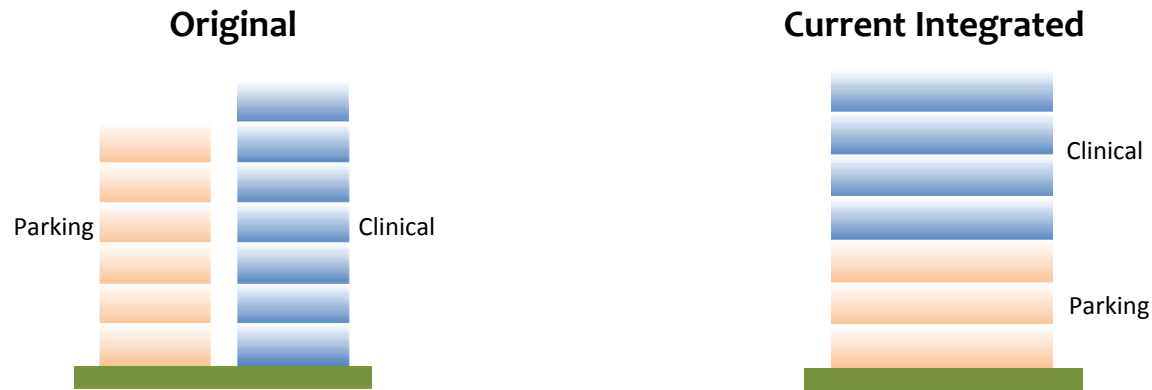 Original
Current Integrated
Parking
Clinical
Clinical
Parking